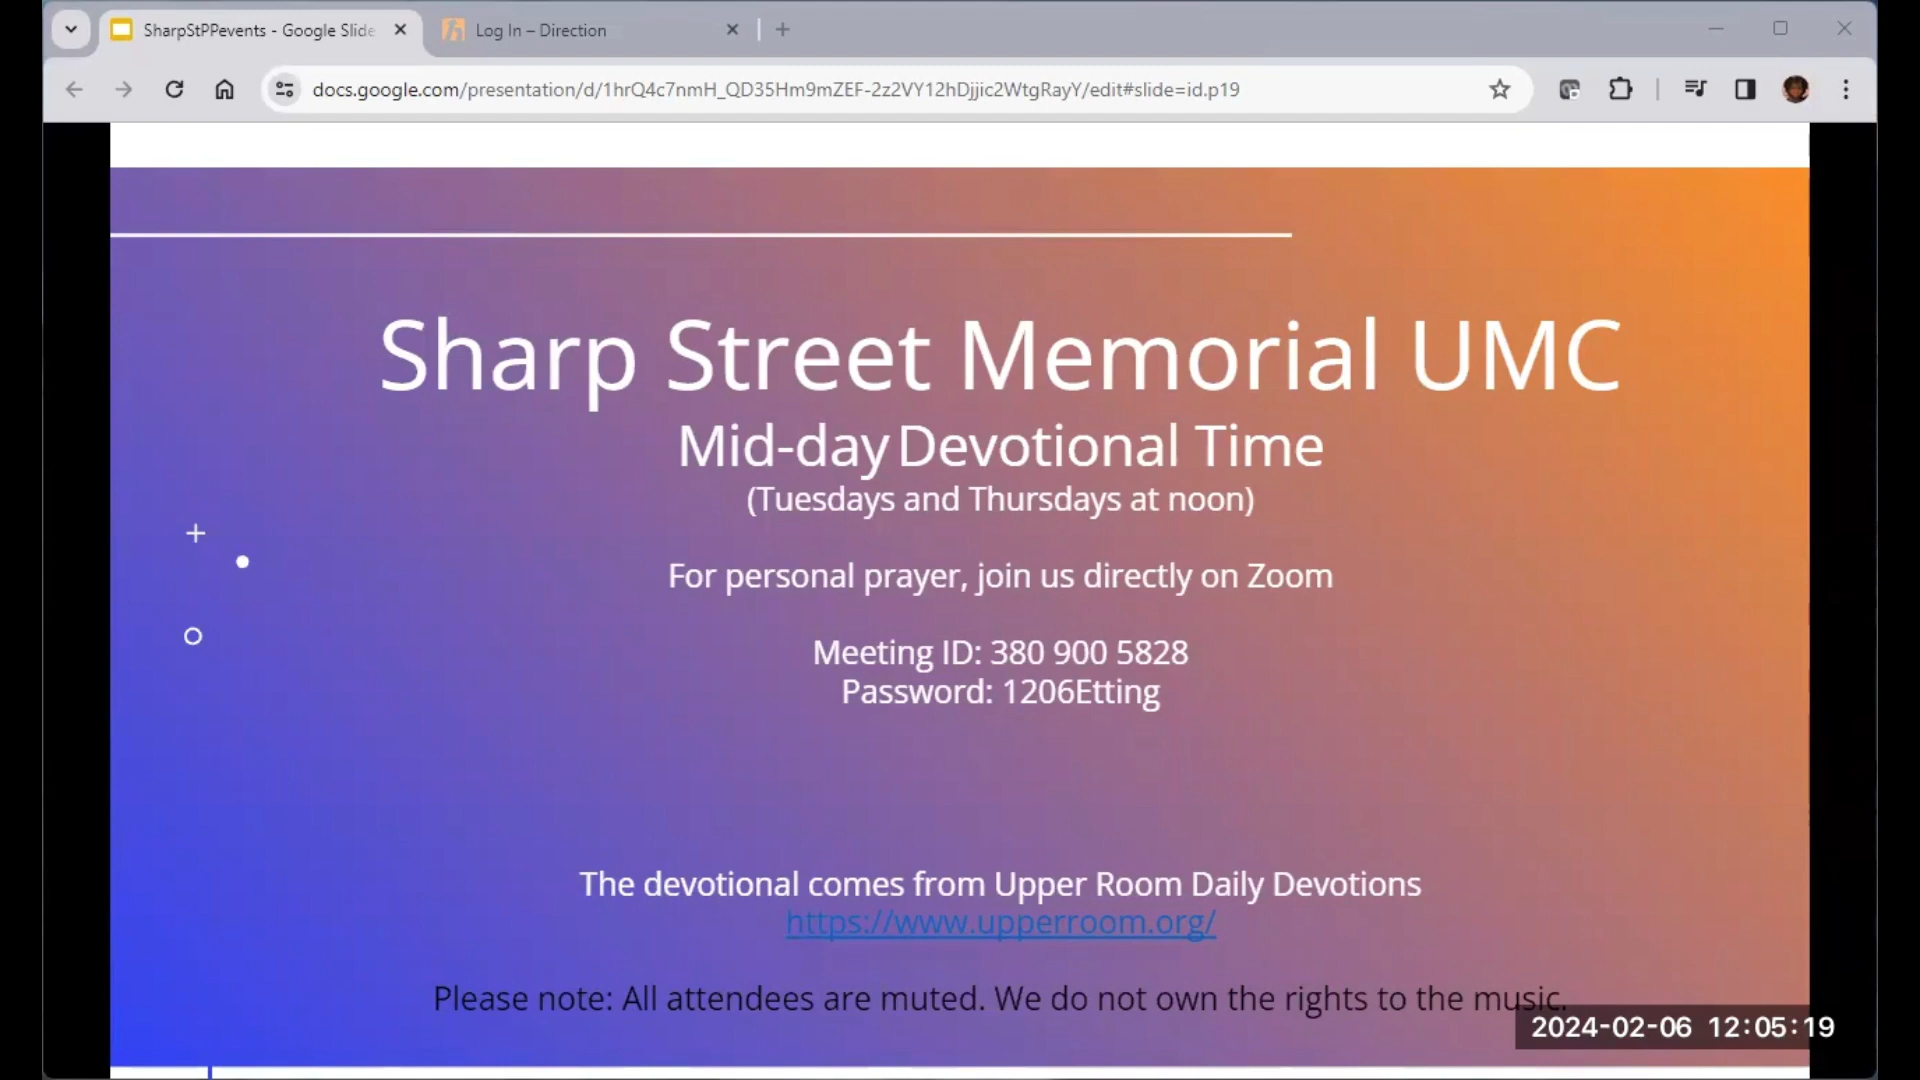 SharpStPPevents - Google Slide
Log In – Direction
docs.google.com/presentation/d/1hrQ4c7nmH_QD35Hm9mZEF-2z2VY12hDjjic2WtgRayY/edit#slide=id.p19
Sharp Street Memorial UMC
Mid-day Devotional Time
(Tuesdays and Thursdays at noon)
For personal prayer, join us directly on Zoom
Meeting ID: 380 900 5828
Password: 1206Etting
The devotional comes from Upper Room Daily Devotions
https://www.upperroom.org/
Please note: All attendees are muted. We do not own the rights to the music.
2024-02-06 12:05:19